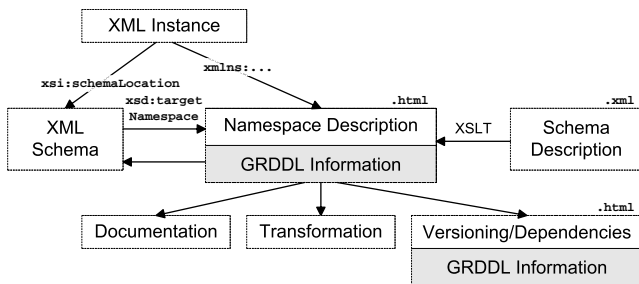 XML Instance
xsi:schemaLocation
xmlns:...
xsd:target
Namespace
.html
.xml
XML
Schema
Namespace Description
GRDDL Information
XSLT
Schema
Description
Documentation
Transformation
.html
Versioning/Dependencies
GRDDL Information